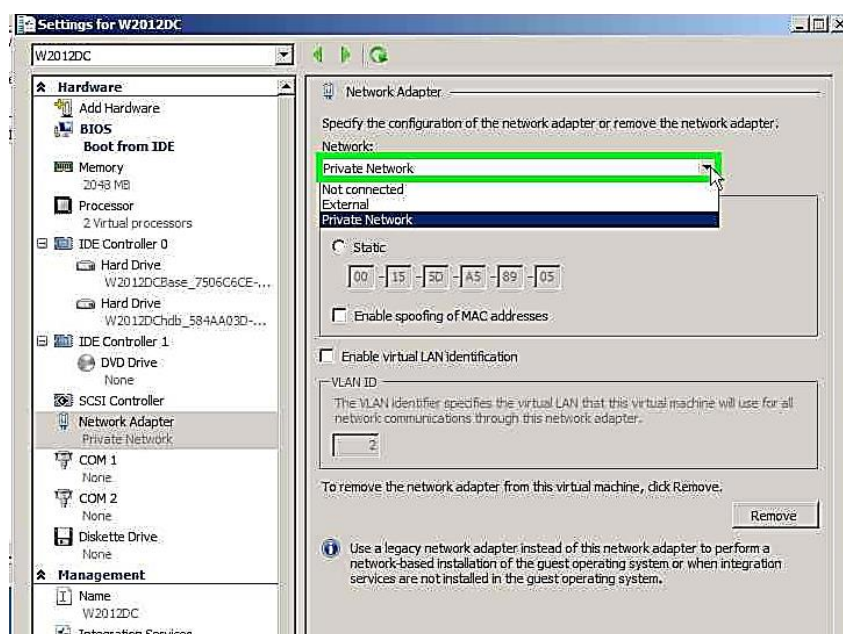 Settings for W2012DC
W2012DC
Hardware
Add Hardware
BIOS
Boot from IDE
Memory
2048 MB
Processor
2 Virtual processors
IDE Controller 0
Hard Drive
W2012DCBase_7506C6CE-...
Hard Drive
W2012DChdb_584AA03D-...
IDE Controller 1
DVD Drive
None
SCSI Controller
Network Adapter
Private Network
COM 1
None
COM 2
None
Diskette Drive
None
Management
Name
W2012DC
Integration Services
Network Adapter
Specify the configuration of the network adapter or remove the network adapter.
Network:
Private Network
Not connected
External
Private Network
Static
00 - 15 - 5D - A5 - 89 - 05
Enable spoofing of MAC addresses
Enable virtual LAN identification
VLAN ID
The VLAN identifier specifies the virtual LAN that this virtual machine will use for all
network communications through this network adapter.
2
To remove the network adapter from this virtual machine, click Remove.
Remove
Use a legacy network adapter instead of this network adapter to perform a
network-based installation of the guest operating system or when integration
services are not installed in the guest operating system.